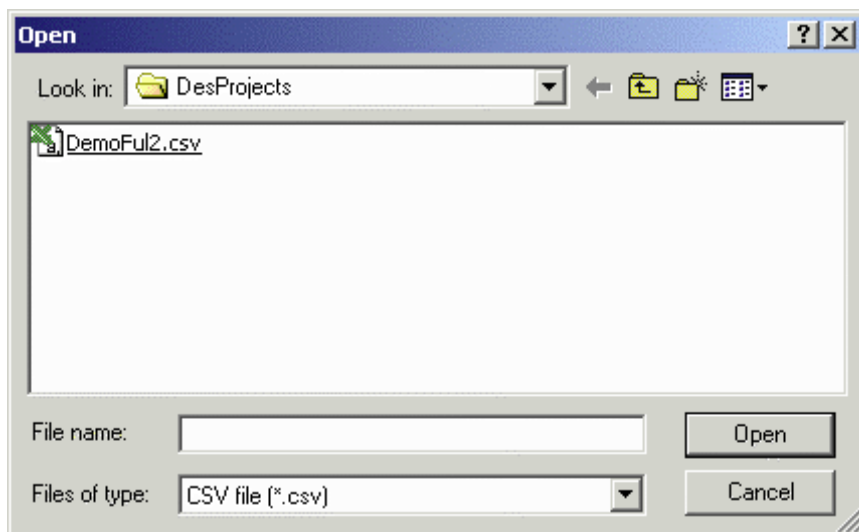 Open
Look in: DesProjects
DemoFul2.csv
File name:
Open
Files of type: CSV file (*.csv)
Cancel